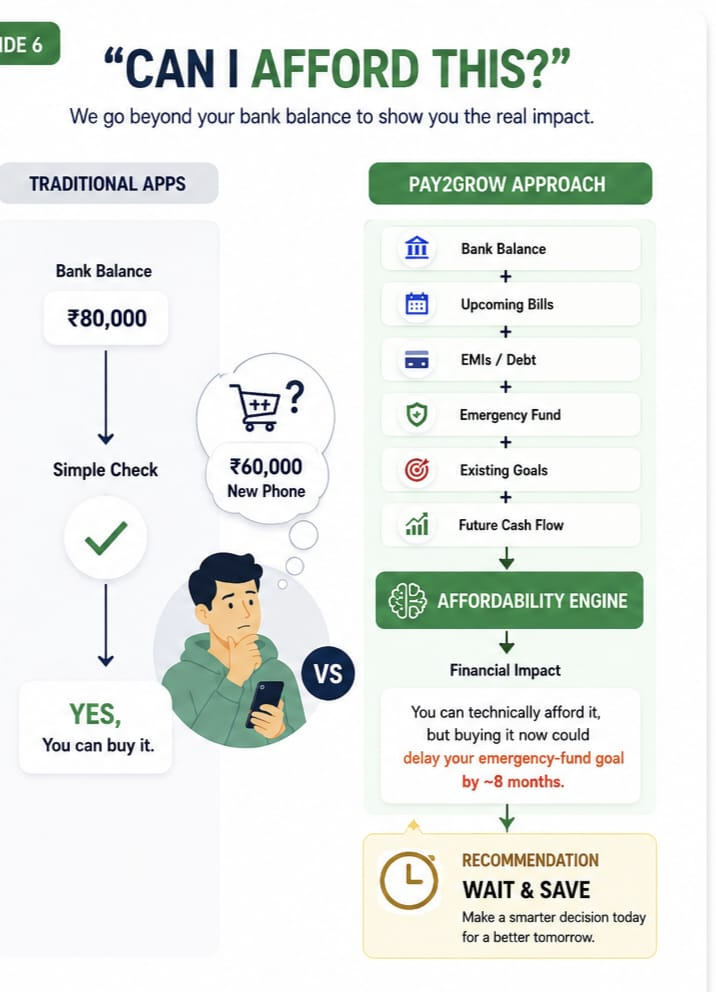 IDE 6
“CAN I AFFORD THIS?”
We go beyond your bank balance to show you the real impact.
TRADITIONAL APPS
Bank Balance
₹80,000
Simple Check
YES,
You can buy it.
?
₹60,000
New Phone
VS
PAY2GROW APPROACH
Bank Balance
+
Upcoming Bills
+
EMIs / Debt
+
Emergency Fund
+
Existing Goals
+
Future Cash Flow
AFFORDABILITY ENGINE
Financial Impact
You can technically afford it,
but buying it now could
delay your emergency-fund goal
by ~8 months.
RECOMMENDATION
WAIT & SAVE
Make a smarter decision today
for a better tomorrow.